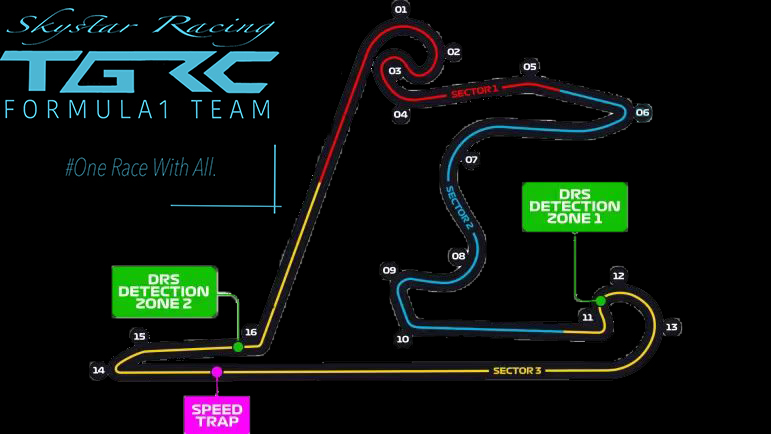 Skystar Racing
TGRC
FORMULA1 TEAM
#One Race With All.
01
02
03
04
SECTOR 1
05
06
07
SECTOR 2
08
09
10
DRS
DETECTION
ZONE 1
11
12
13
SECTOR 3
DRS
DETECTION
ZONE 2
14
15
16
SPEED
TRAP